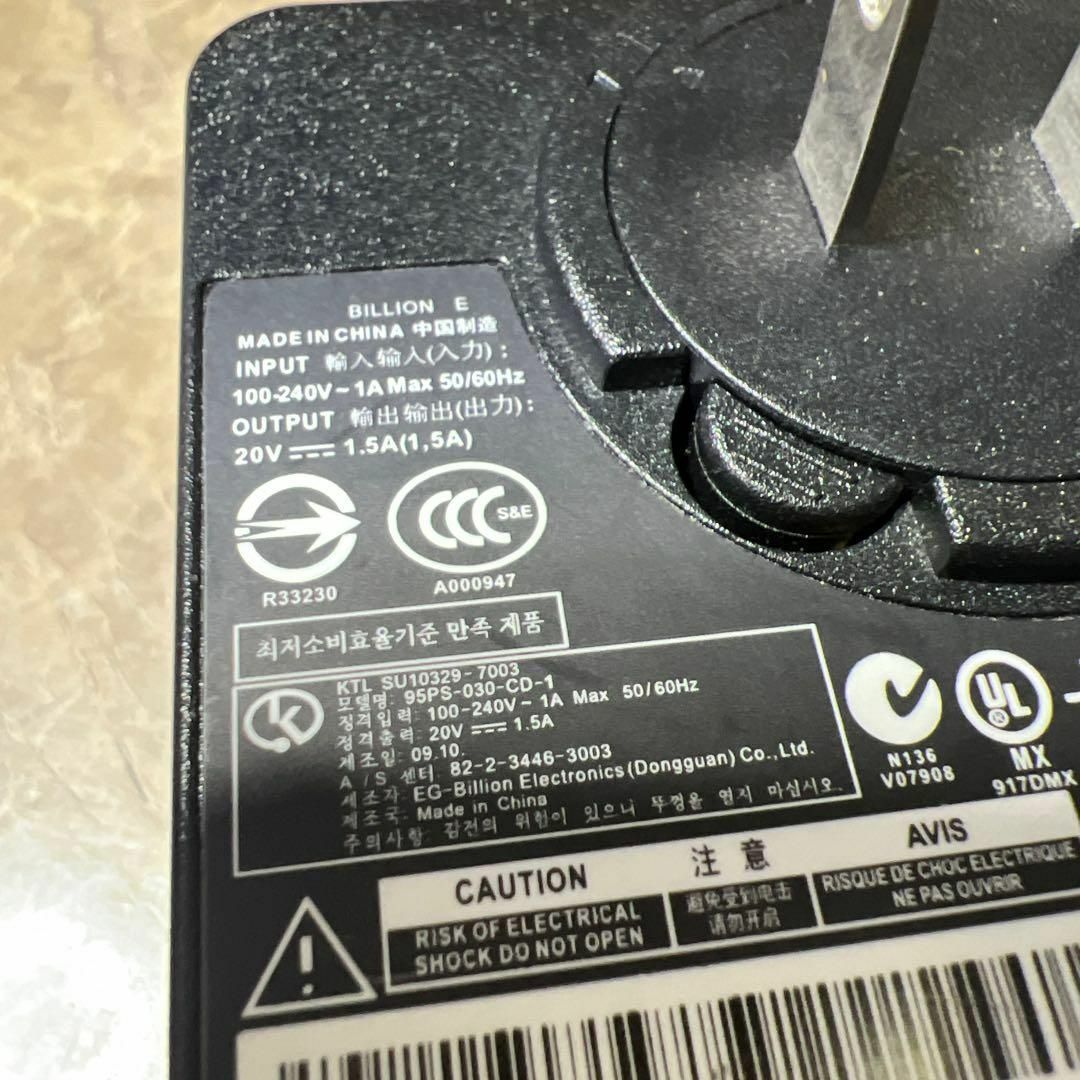 BILLION E
MADE IN CHINA 中国制造
INPUT 輸入输入(入力) :
100-240V~1A Max 50/60Hz
OUTPUT 輸出输出(出力) :
20V 1.5A(1,5A)
CCC S&E
R33230
A000947
최저소비효율기준 만족 제품
KTL SU10329-7003
모델명: 95PS-030-CD-1
정격입력: 100-240V~ 1A Max 50/60Hz
정격출력: 20V 1.5A
제조일: 09.10.
A/S 센터: 82-2-3446-3003
제조자: EG-Billion Electronics (Dongguan) Co., Ltd.
제조국: Made in China
주의사항: 감전의 위험이 있으니 뚜껑을 열지 마십시오.
N136
V07908
UL
MX
917DMX
CAUTION
RISK OF ELECTRICAL
SHOCK DO NOT OPEN
注意
避免受到电击
请勿开启
AVIS
RISQUE DE CHOC ELECTRIQUE
NE PAS OUVRIR